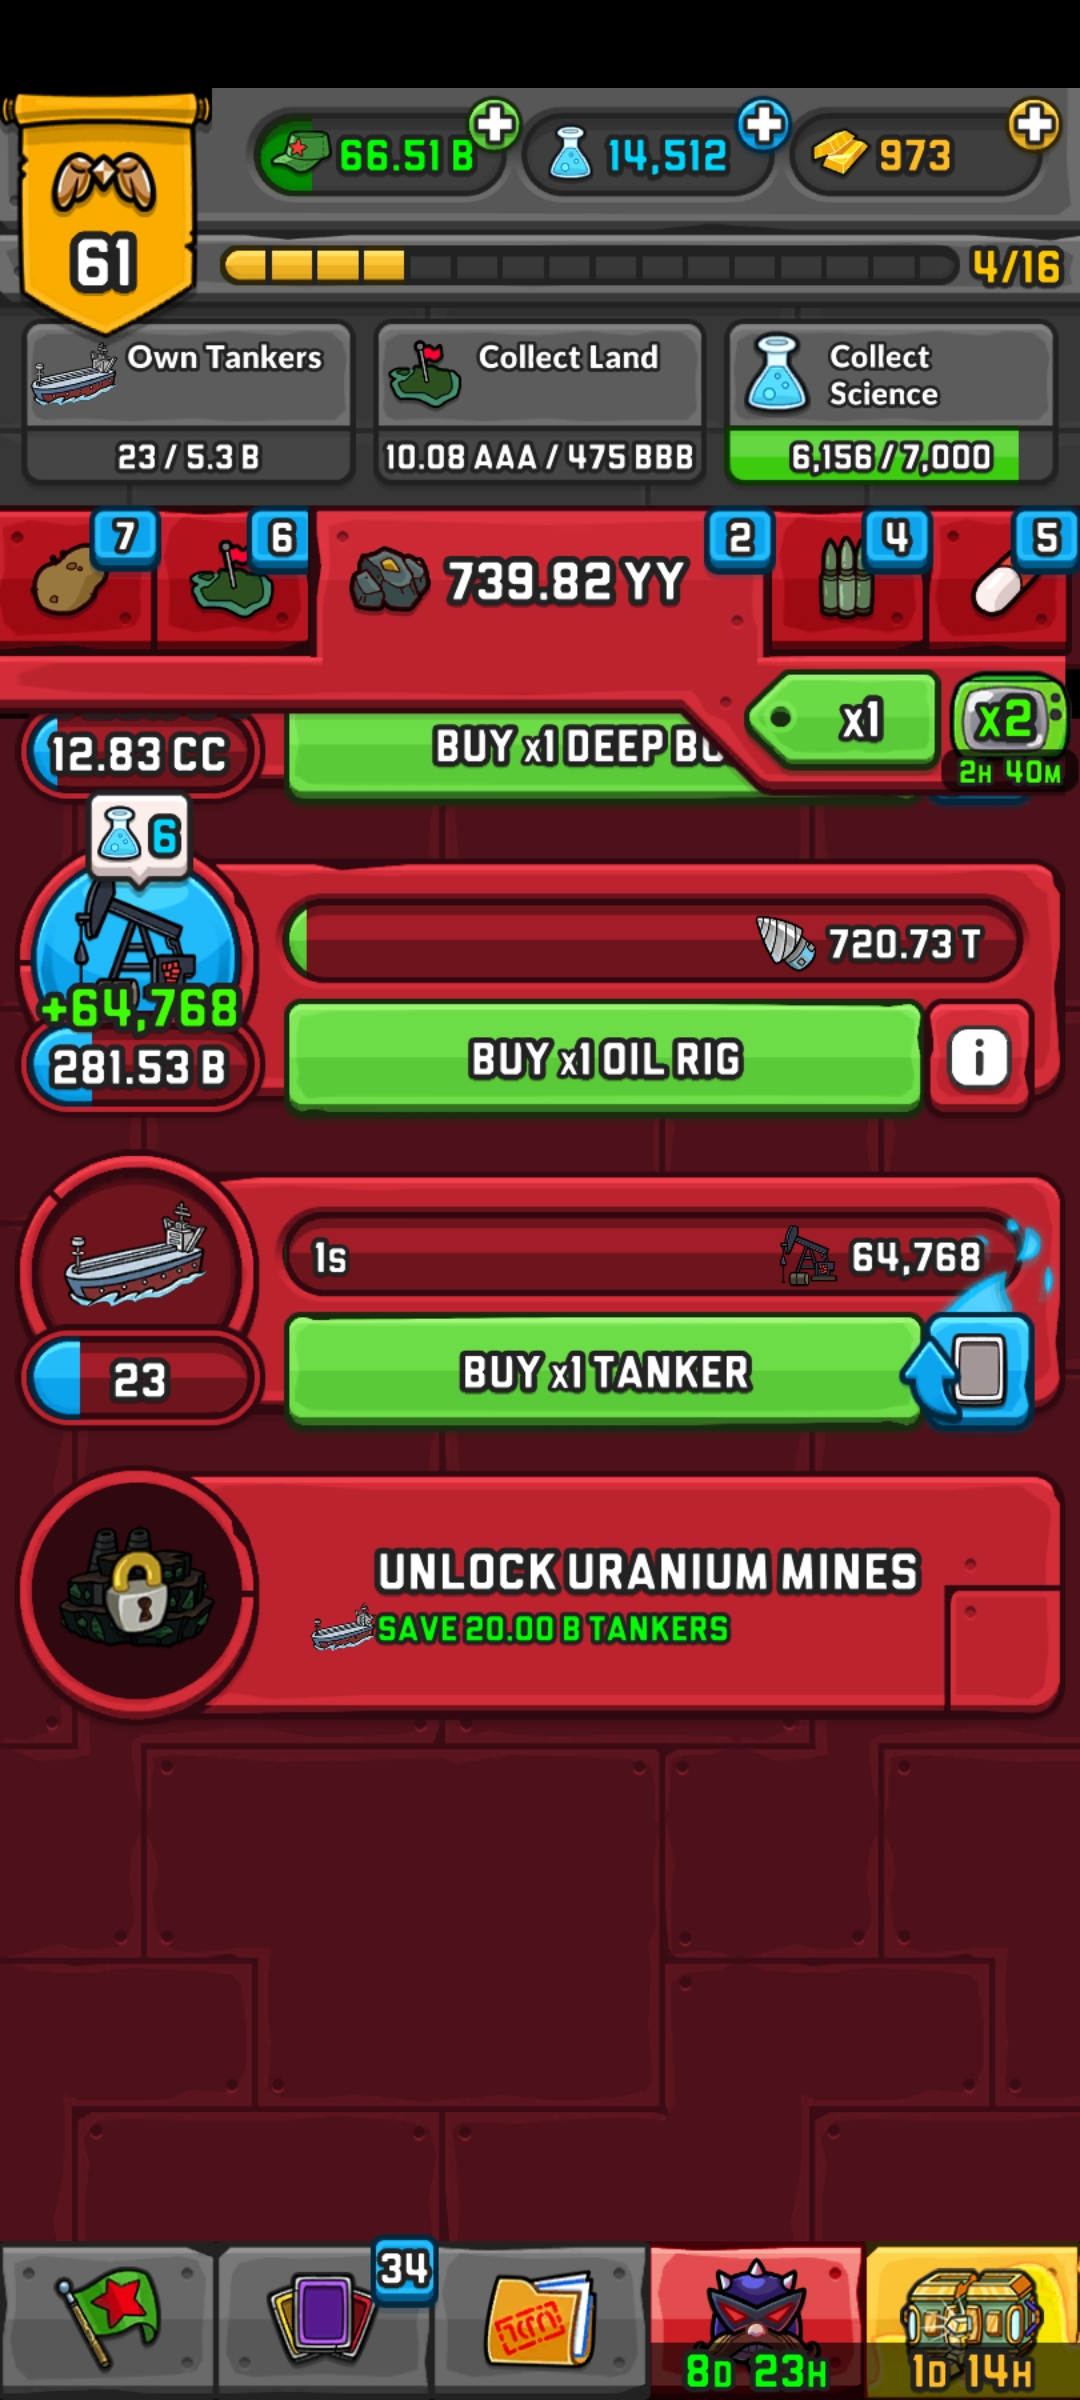 66.51 B
14,512
973
61
4/16
Own Tankers
Collect Land
Collect
Science
23 / 5.3 B
10.08 AAA / 475 BBB
6,156 / 7,000
7
6
739.82 YY
2
4
5
x1
x2
2H 40M
12.83 CC
BUY x1 DEEP
6
720.73 T
+64,768
281.53 B
BUY x1 OIL RIG
i
1s
64,768
23
BUY x1 TANKER
UNLOCK URANIUM MINES
SAVE 20.00 B TANKERS
34
8D 23H
1D 14H